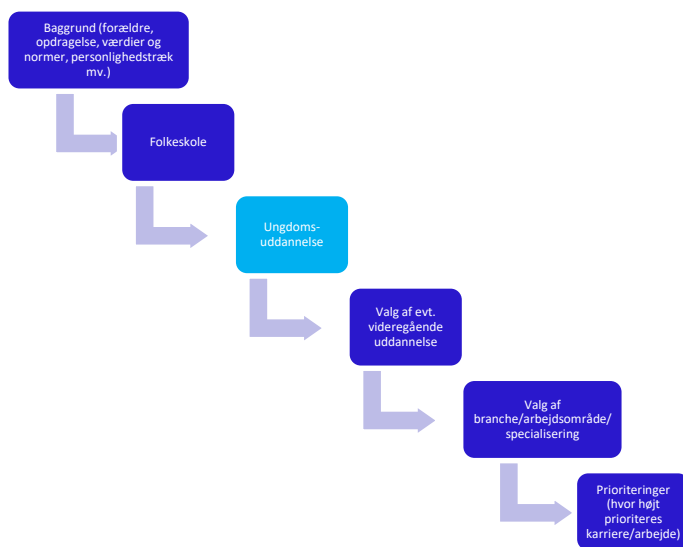 Baggrund (forældre,
opdragelse, værdier og
normer, personlighedstræk
mv.)
Folkeskole
Ungdoms-
uddannelse
Valg af evt.
videregående
uddannelse
Valg af
branche/arbejdsområde/
specialisering
Prioriteringer
(hvor højt
prioriteres
karriere/arbejde)